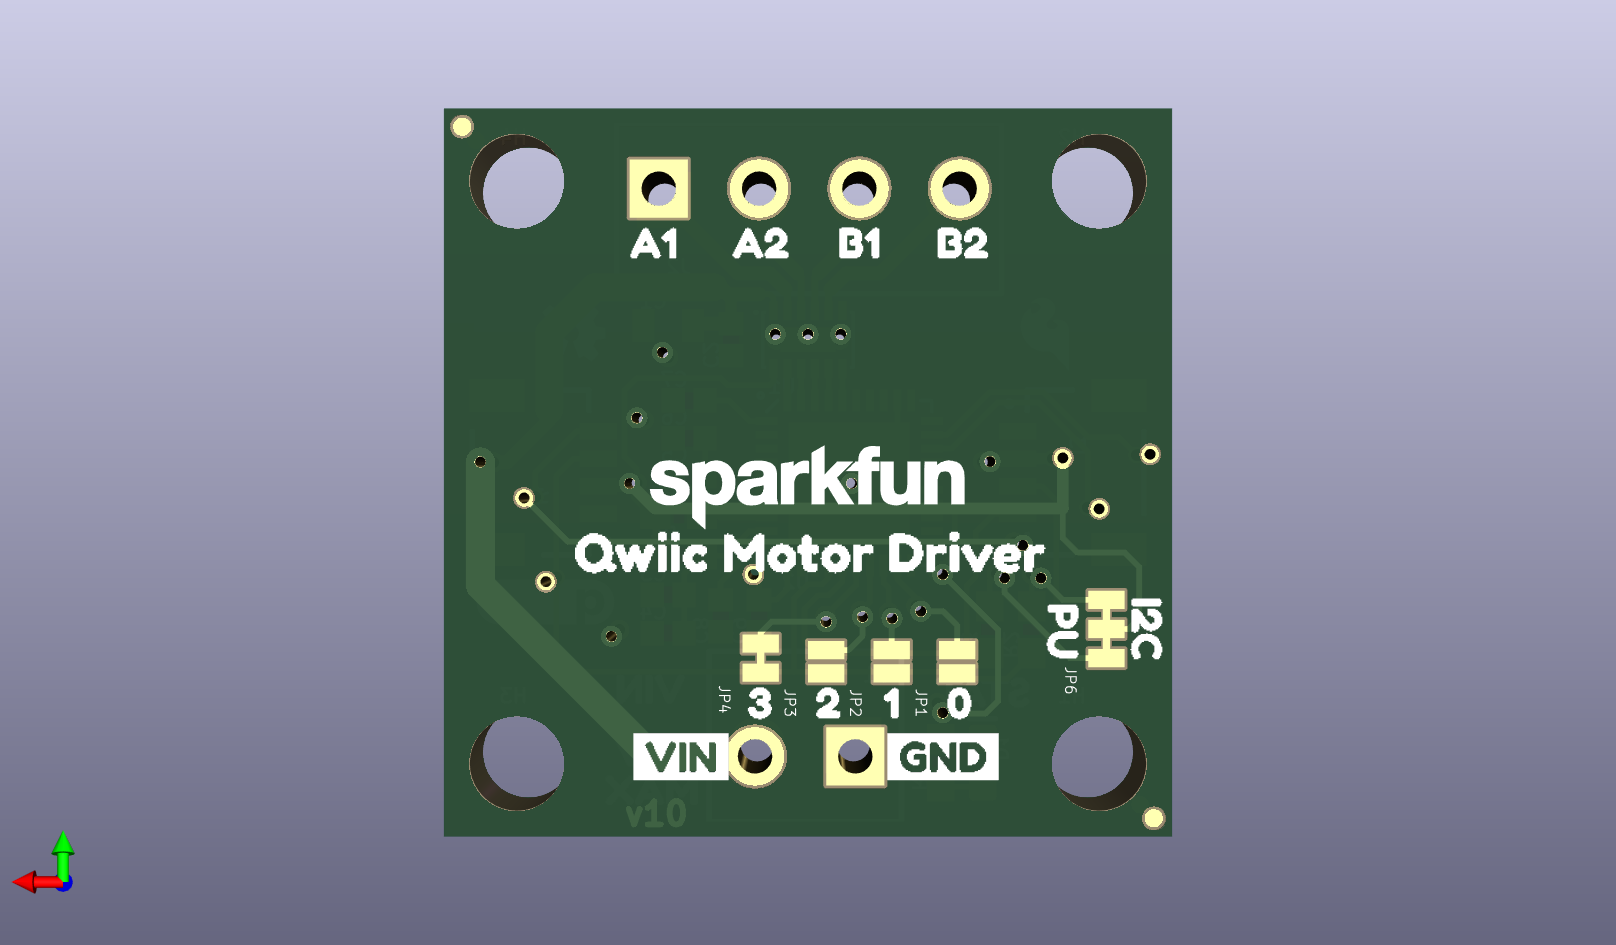 A1 A2 B1 B2
sparkfun
Qwiic Motor Driver
I2C
PU
JP6
JP4 JP3 JP2 JP1
3 2 1 0
VIN GND
v10